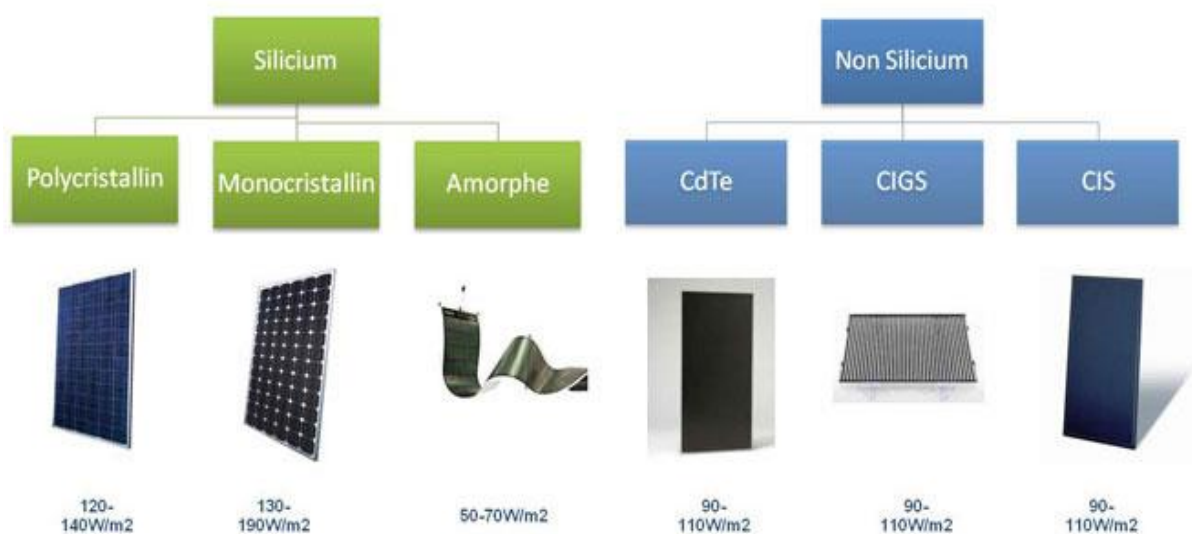 Silicium
Non Silicium
Polycristallin
Monocristallin
Amorphe
CdTe
CIGS
CIS
120-
140W/m2
130-
190W/m2
50-70W/m2
90-
110W/m2
90-
110W/m2
90-
110W/m2